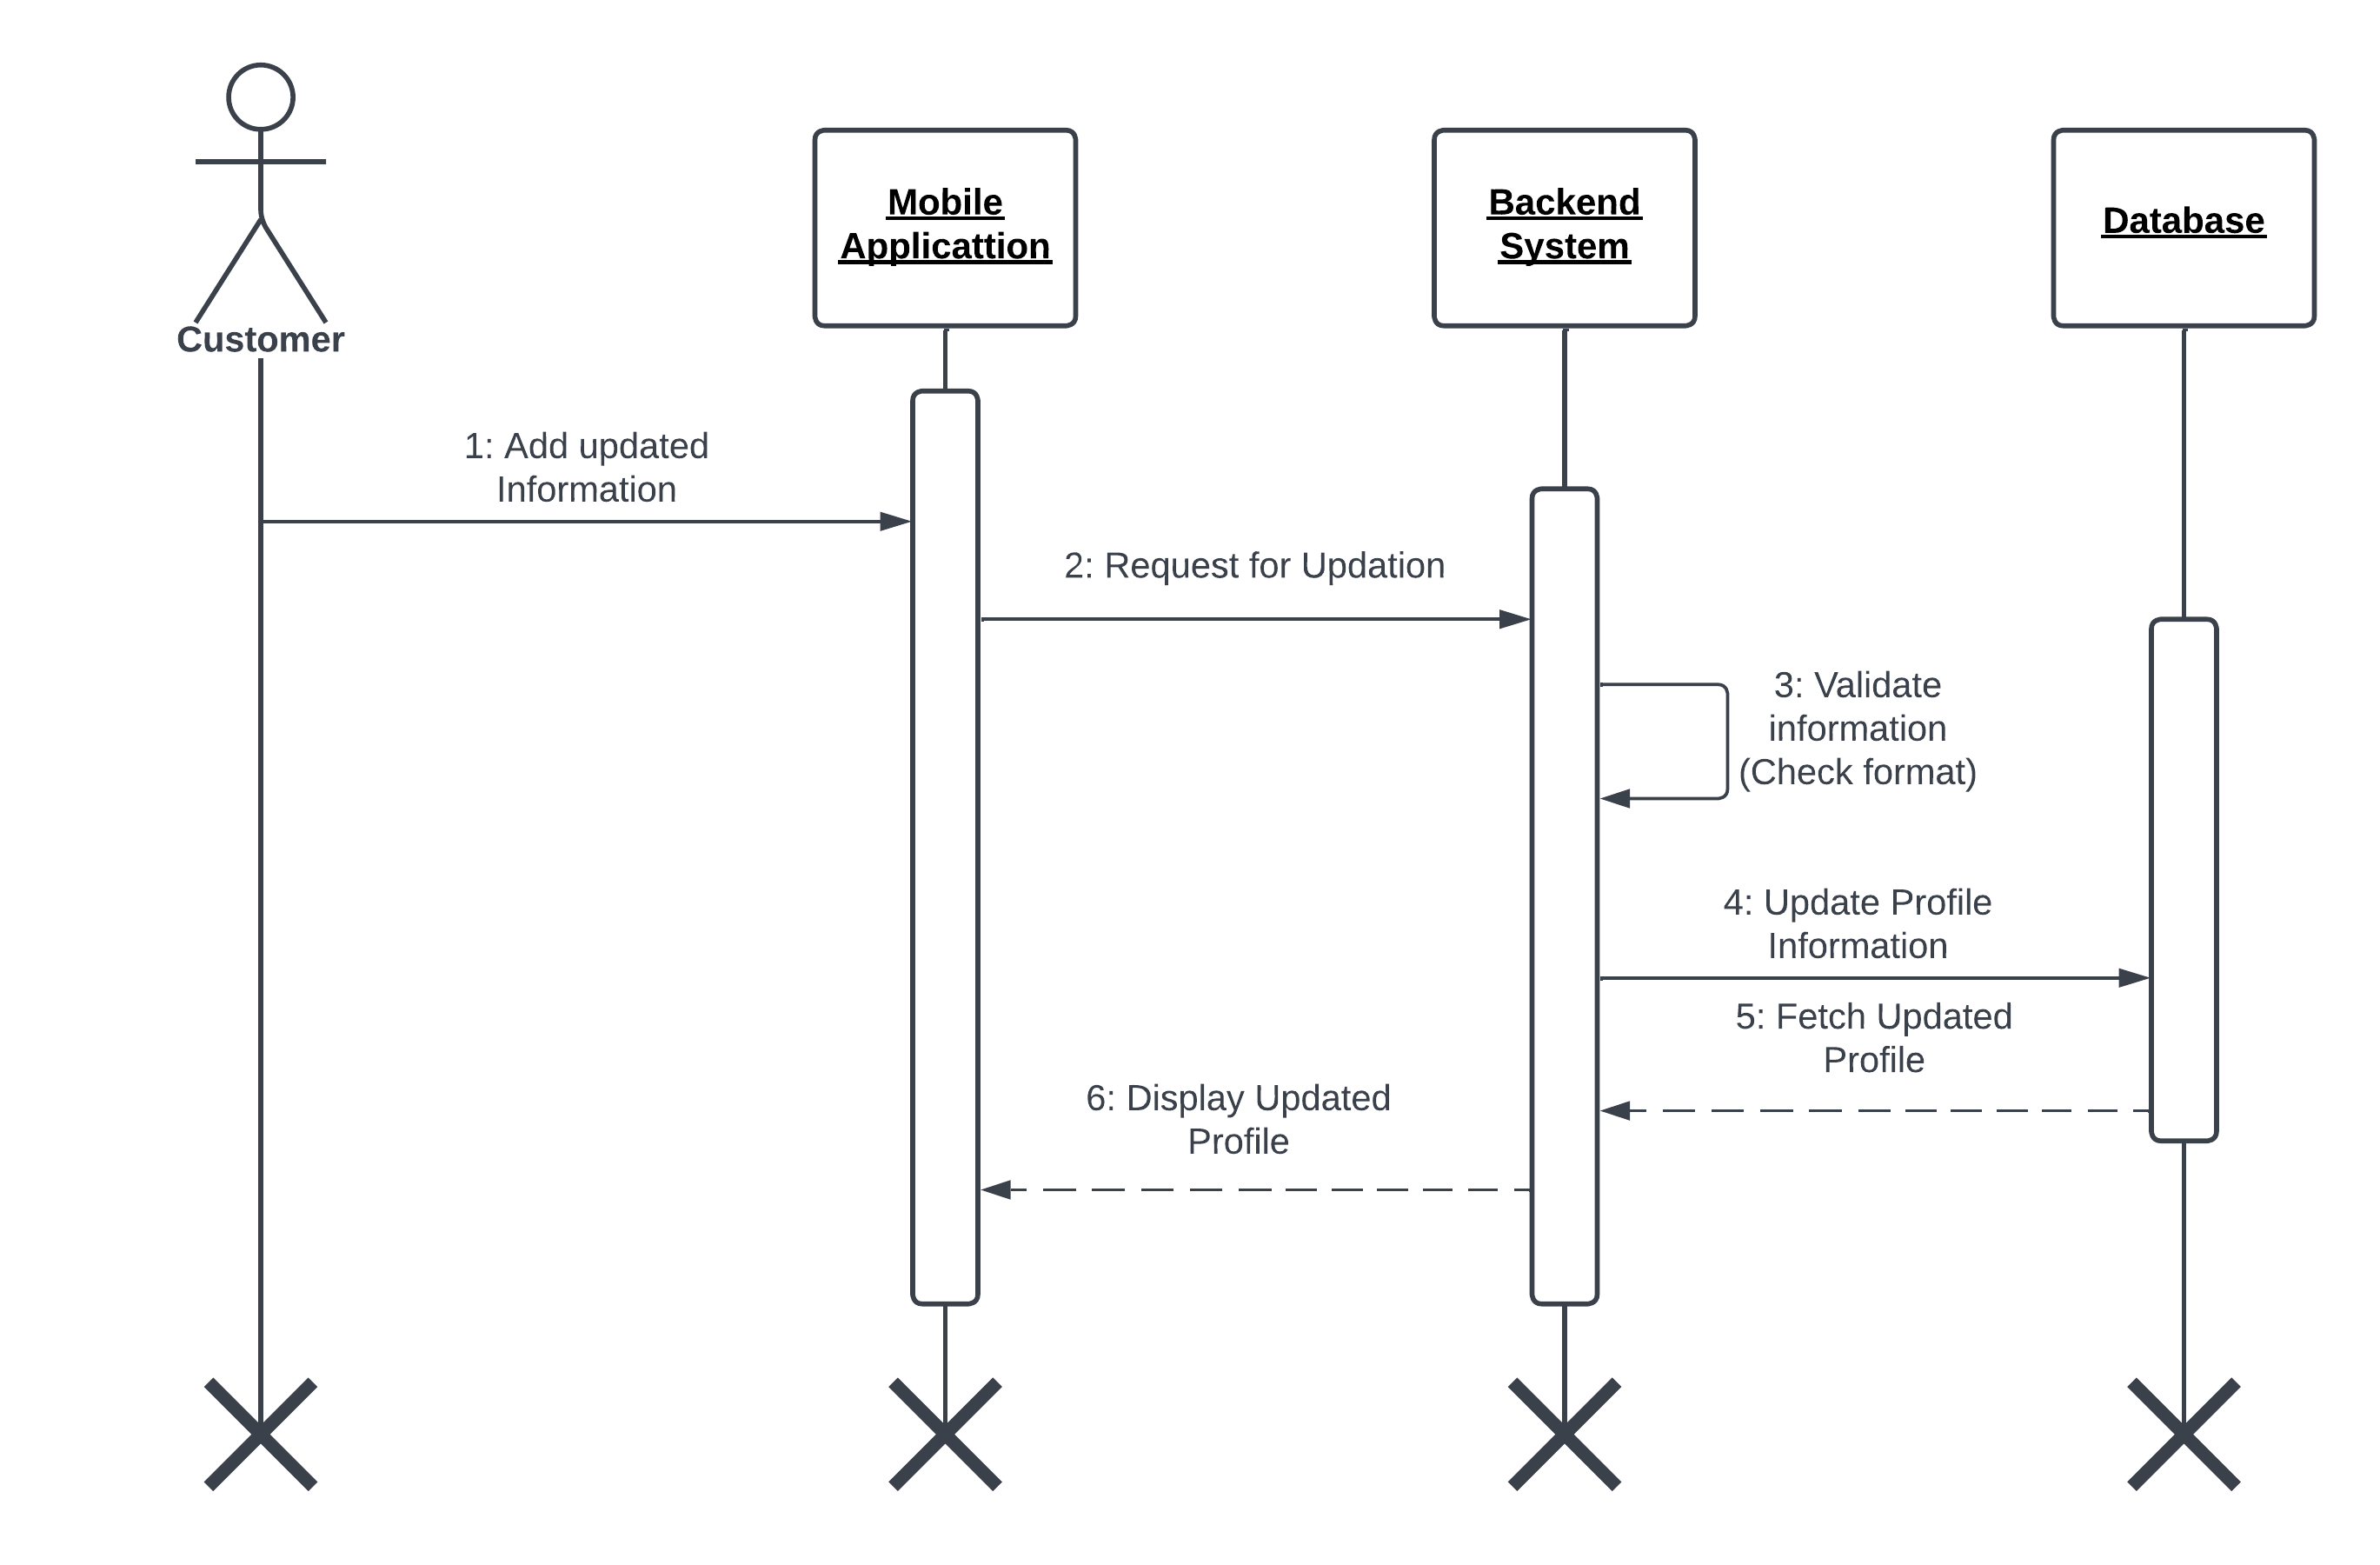 Customer
Mobile
Applicattion
Backend
System
Database
1: Add updated
Information
2: Request for Updation
3: Validate
information
(Check format)
4: Update Profile
Information
5: Fetch Updated
Profile
6: Display Updated
Profile